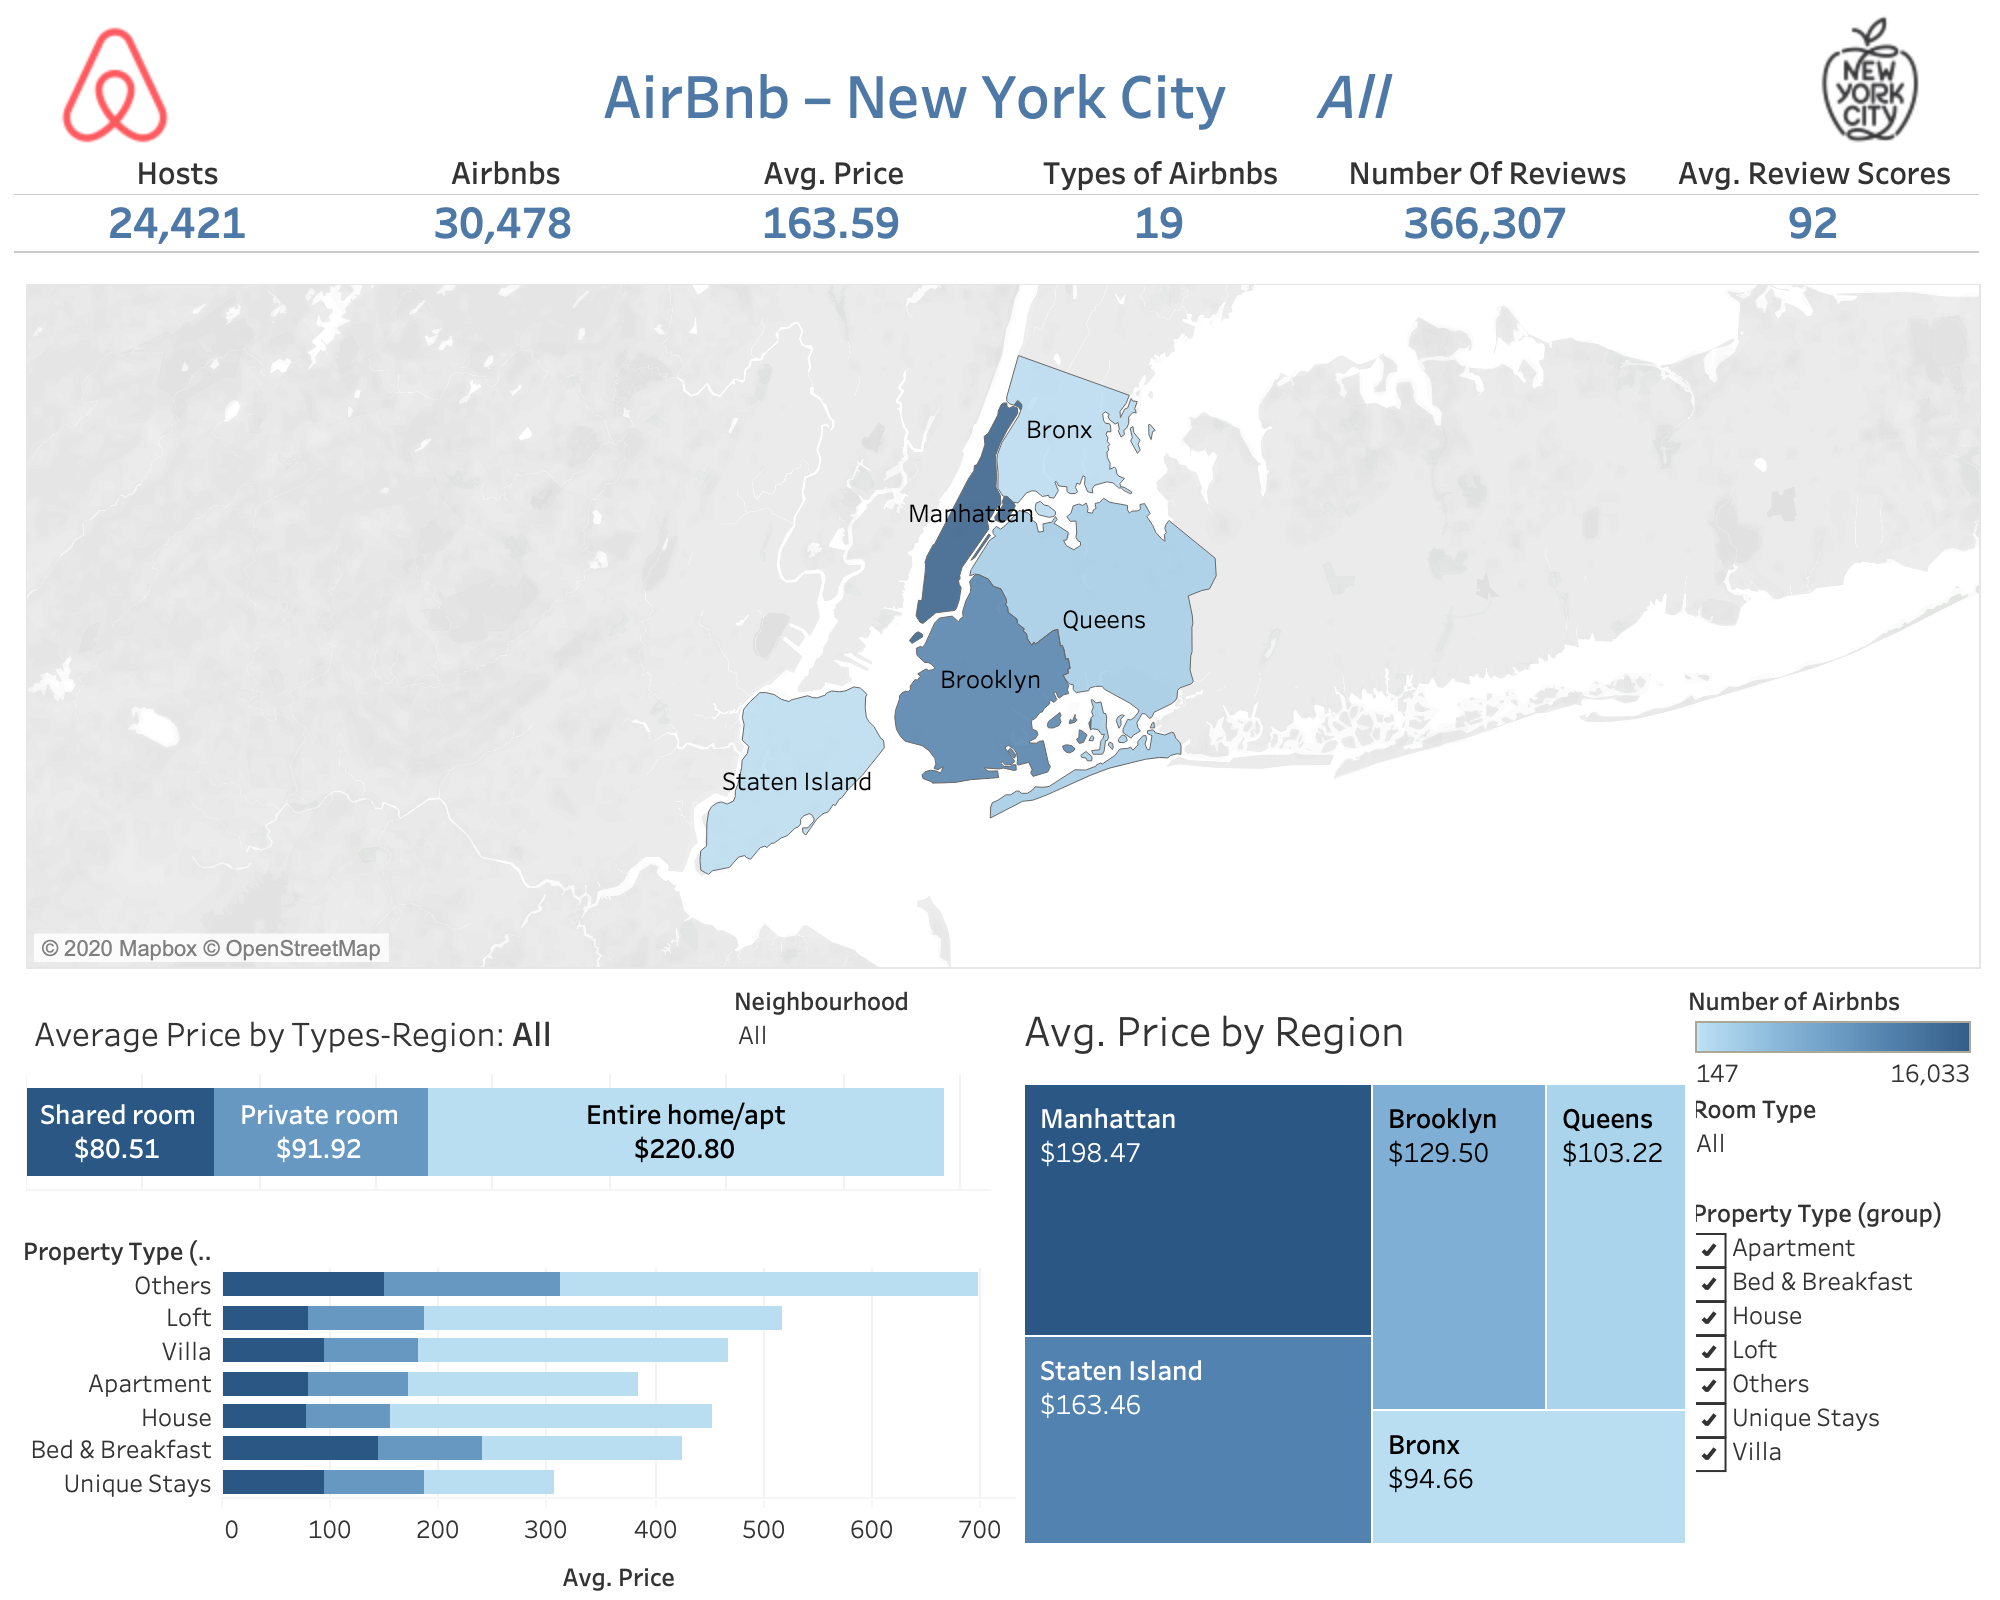 AirBnb – New York City All
NEW
YORK
CITY
Hosts
Airbnbs
Avg. Price
Types of Airbnbs
Number Of Reviews
Avg. Review Scores
24,421
30,478
163.59
19
366,307
92
Bronx
Manhattan
Queens
Brooklyn
Staten Island
© 2020 Mapbox © OpenStreetMap
Average Price by Types-Region: All
Neighbourhood
All
Shared room
$80.51
Private room
$91.92
Entire home/apt
$220.80
Property Type (..
Others
Loft
Villa
Apartment
House
Bed & Breakfast
Unique Stays
0
100
200
300
400
500
600
700
Avg. Price
Avg. Price by Region
Manhattan
$198.47
Staten Island
$163.46
Brooklyn
$129.50
Queens
$103.22
Bronx
$94.66
Number of Airbnbs
147
16,033
Room Type
All
Property Type (group)
Apartment
Bed & Breakfast
House
Loft
Others
Unique Stays
Villa